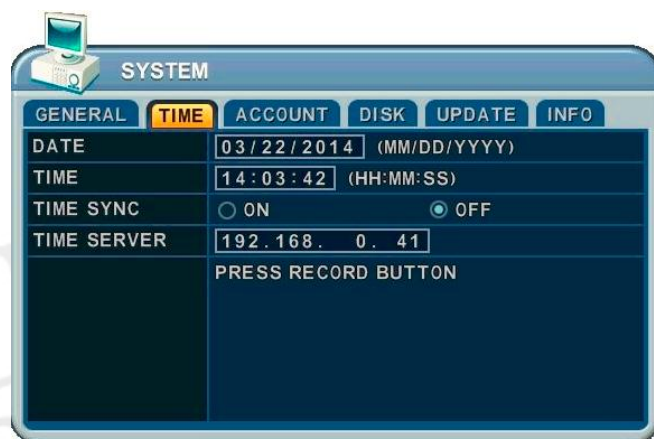 SYSTEM
GENERAL TIME ACCOUNT DISK UPDATE INFO
DATE 03/22/2014 (MM/DD/YYYY)
TIME 14:03:42 (HH:MM:SS)
TIME SYNC ON OFF
TIME SERVER 192.168. 0. 41
PRESS RECORD BUTTON